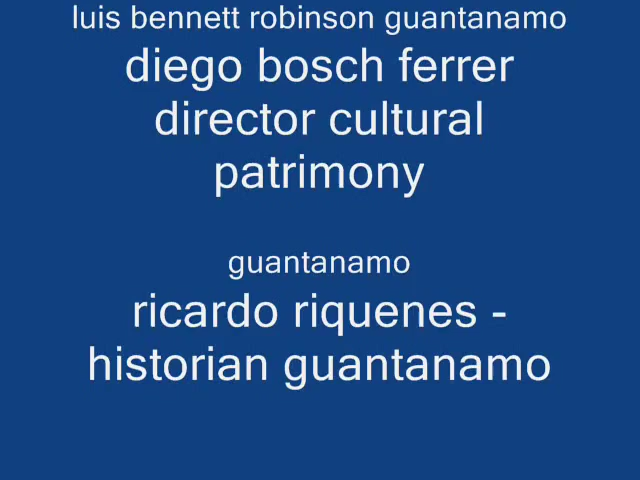 luis bennett robinson guantanamo
diego bosch ferrer
director cultural
patrimony
guantanamo
ricardo riquenes -
historian guantanamo